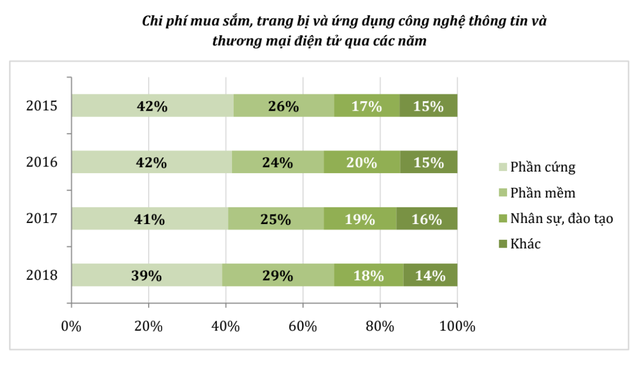 Chi phí mua sắm, trang bị và ứng dụng công nghệ thông tin và
thương mại điện tử qua các năm
2015 42% 26% 17% 15%
2016 42% 24% 20% 15%
2017 41% 25% 19% 16%
2018 39% 29% 18% 14%
0% 20% 40% 60% 80% 100%
Phần cứng
Phần mềm
Nhân sự, đào tạo
Khác